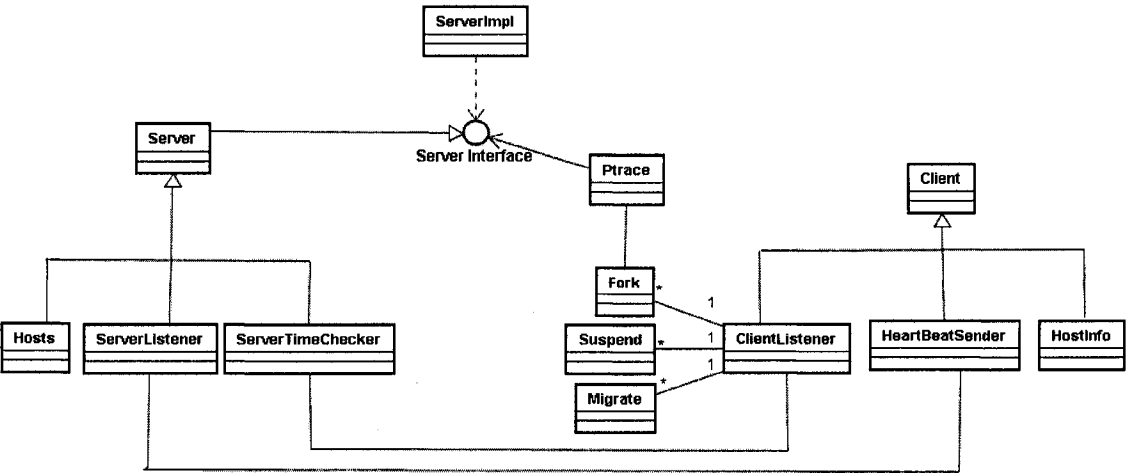 ServerImpl
Server
Server Interface
Ptrace
Client
Fork
*
1
Hosts
ServerListener
ServerTimeChecker
Suspend
*
1
ClientListener
HeartBeatSender
HostInfo
1
*
Migrate